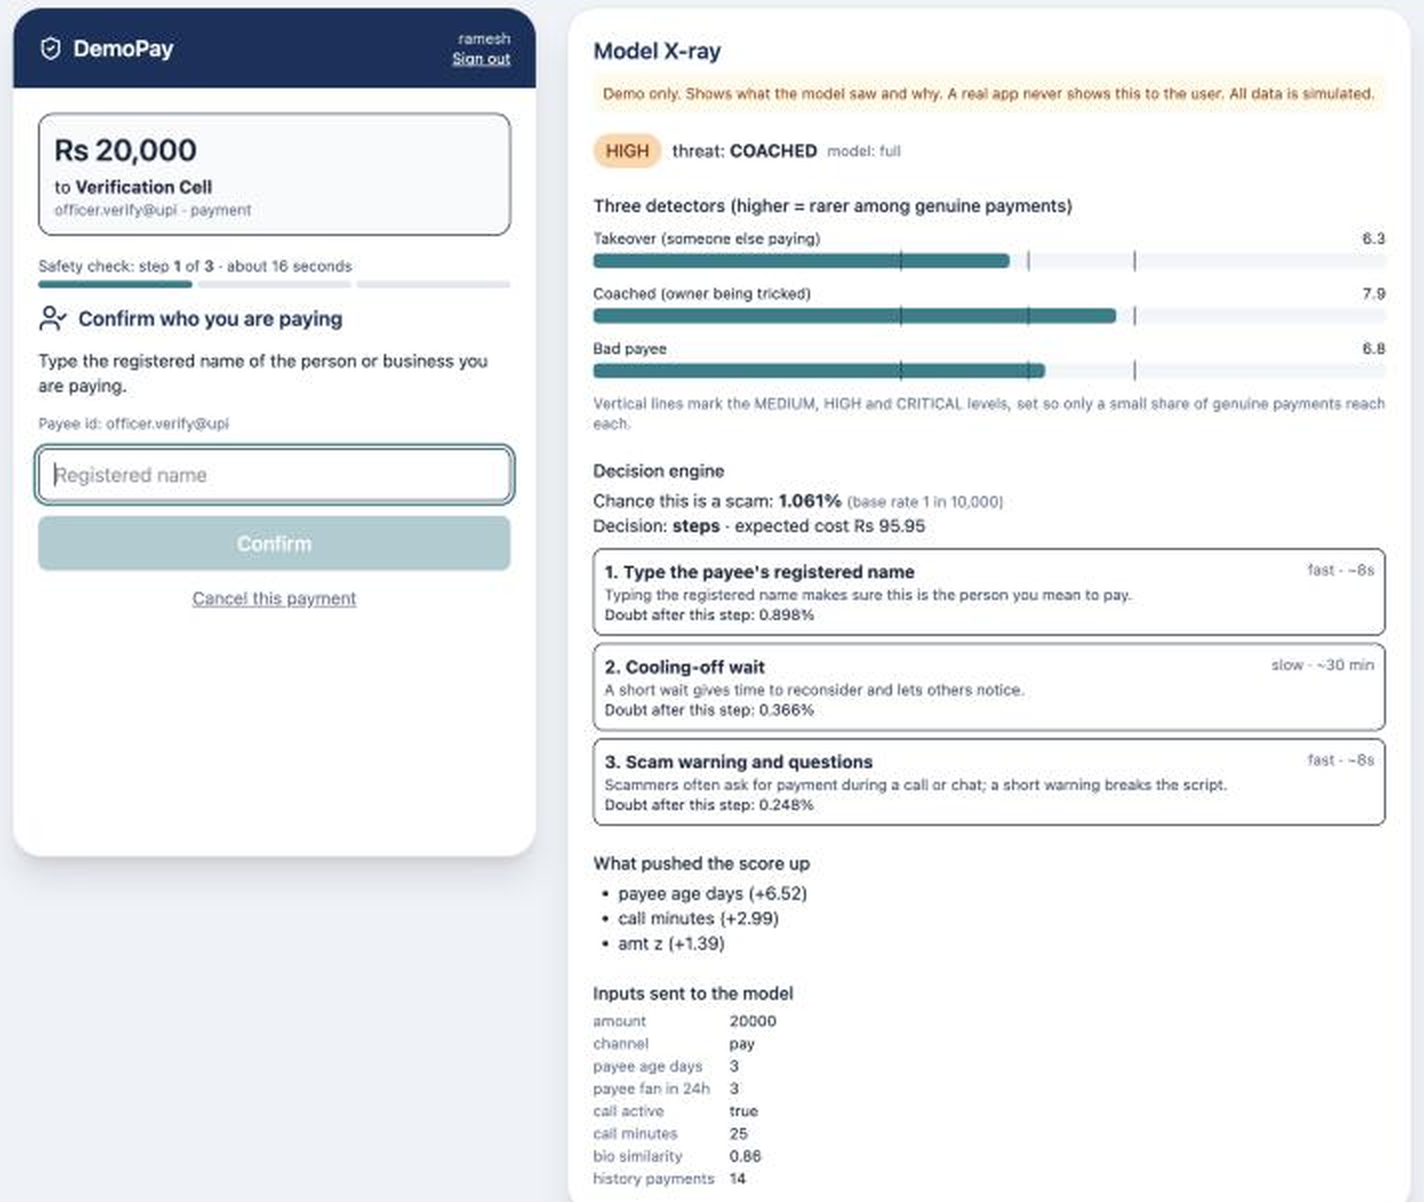 DemoPay
ramesh
Sign out
Rs 20,000
to Verification Cell
officer.verify@upi · payment
Safety check: step 1 of 3 · about 16 seconds
Confirm who you are paying
Type the registered name of the person or business you
are paying.
Payee id: officer.verify@upi
Registered name
Confirm
Cancel this payment
Model X-ray
Demo only. Shows what the model saw and why. A real app never shows this to the user. All data is simulated.
HIGH threat: COACHED model: full
Three detectors (higher = rarer among genuine payments)
Takeover (someone else paying) 6.3
Coached (owner being tricked) 7.9
Bad payee 6.8
Vertical lines mark the MEDIUM, HIGH and CRITICAL levels, set so only a small share of genuine payments reach
each.
Decision engine
Chance this is a scam: 1.061% (base rate 1 in 10,000)
Decision: steps · expected cost Rs 95.95
1. Type the payee's registered name fast · ~8s
Typing the registered name makes sure this is the person you mean to pay.
Doubt after this step: 0.898%
2. Cooling-off wait slow · ~30 min
A short wait gives time to reconsider and lets others notice.
Doubt after this step: 0.366%
3. Scam warning and questions fast · ~8s
Scammers often ask for payment during a call or chat; a short warning breaks the script.
Doubt after this step: 0.248%
What pushed the score up
• payee age days (+6.52)
• call minutes (+2.99)
• amt z (+1.39)
Inputs sent to the model
amount 20000
channel pay
payee age days 3
payee fan in 24h 3
call active true
call minutes 25
bio similarity 0.86
history payments 14